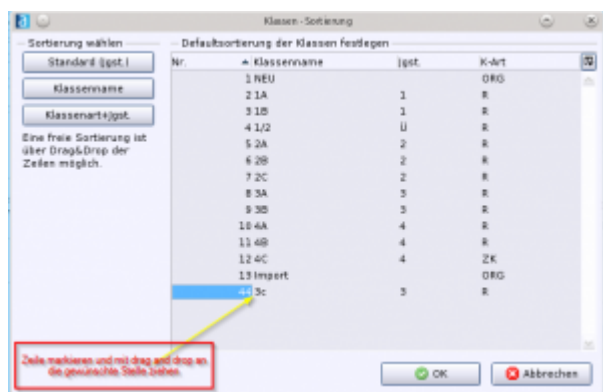 Klassen-Sortierung
Sortierung wählen
Defaultsortierung der Klassen festlegen
Standard (Jgst.)
Klassenname
Klassenart+Jgst.
Eine freie Sortierung ist
über Drag&Drop der
Zeilen möglich.
Nr. Klassenname Jgst. K-Art
1 NEU ORG
2 1A 1 R
3 1B 1 R
4 1/2 Ü R
5 2A 2 R
6 2B 2 R
7 2C 2 R
8 3A 3 R
9 3B 3 R
10 4A 4 R
11 4B 4 R
12 4C 4 ZK
13 Import ORG
44 3c 3 R
Zeile markieren und mit drag and drop an
die gewünschte Stelle ziehen.
OK
Abbrechen